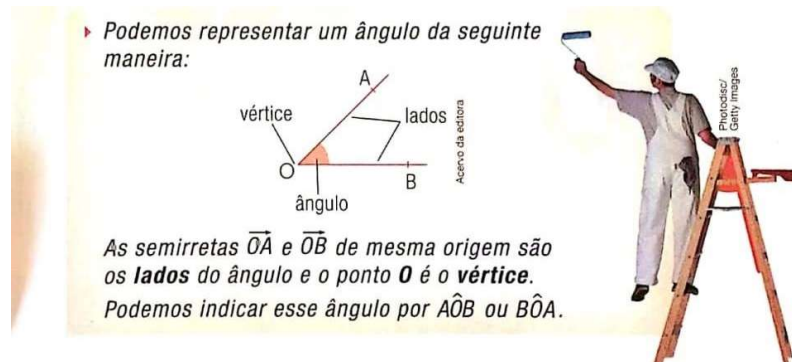 Podemos representar um ângulo da seguinte
maneira:
A
vértice
lados
O
B
ângulo
Acervo da editora
Photodisc/
Getty Images
As semirretas OA e OB de mesma origem são
os lados do ângulo e o ponto O é o vértice.
Podemos indicar esse ângulo por AÔB ou BÔA.